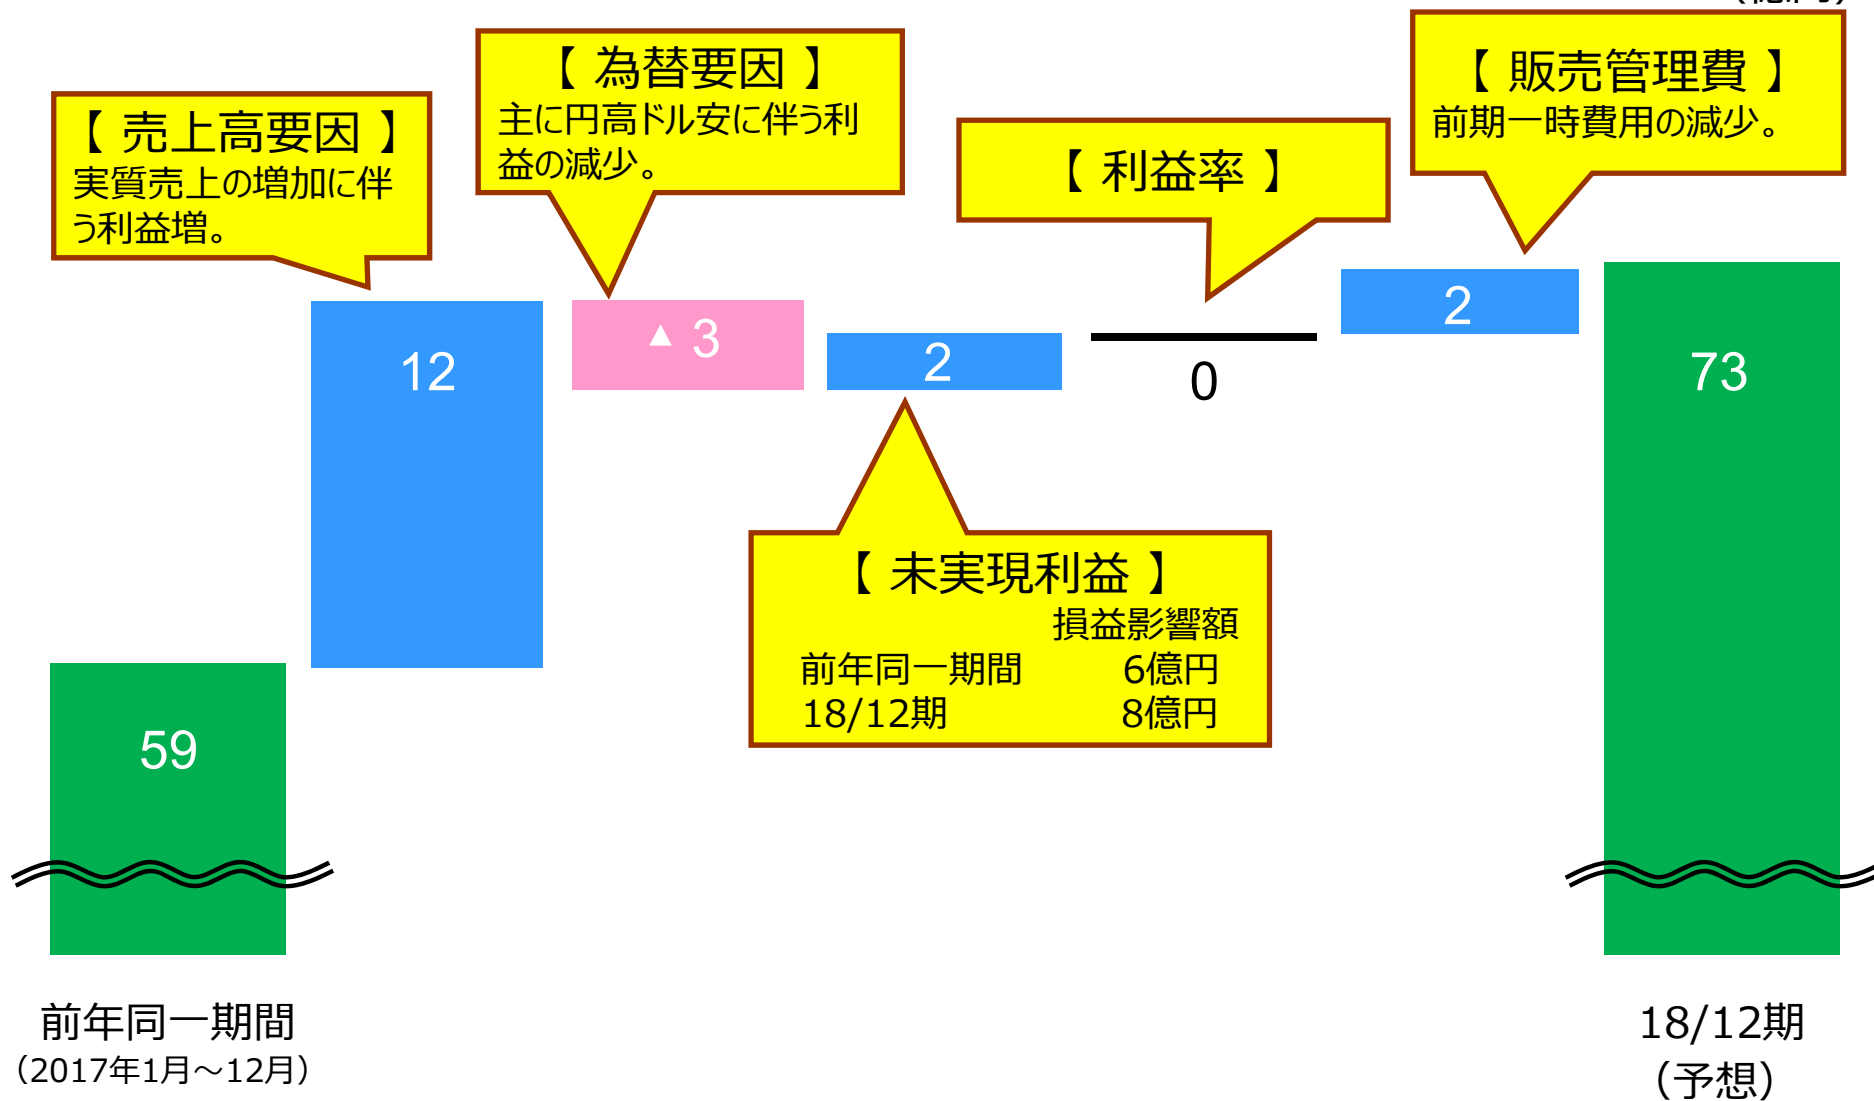 【 売上高要因 】
実質売上の増加に伴
う利益増。
【 為替要因 】
主に円高ドル安に伴う利
益の減少。
【 利益率 】
【 販売管理費 】
前期一時費用の減少。
12
▲ 3
2
0
2
73
59
【 未実現利益 】
損益影響額
前年同一期間 6億円
18/12期 8億円
前年同一期間
（2017年1月～12月）
18/12期
（予想）